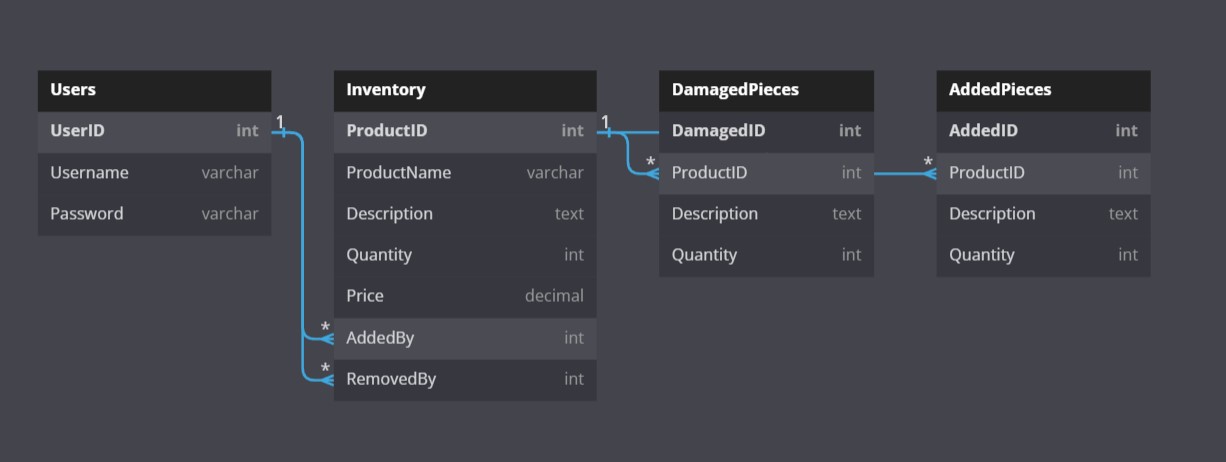 Users
UserID int
Username varchar
Password varchar
1
Inventory
ProductID int
ProductName varchar
Description text
Quantity int
Price decimal
* AddedBy int
* RemovedBy int
1
DamagedPieces
DamagedID int
* ProductID int
Description text
Quantity int
AddedPieces
AddedID int
* ProductID int
Description text
Quantity int